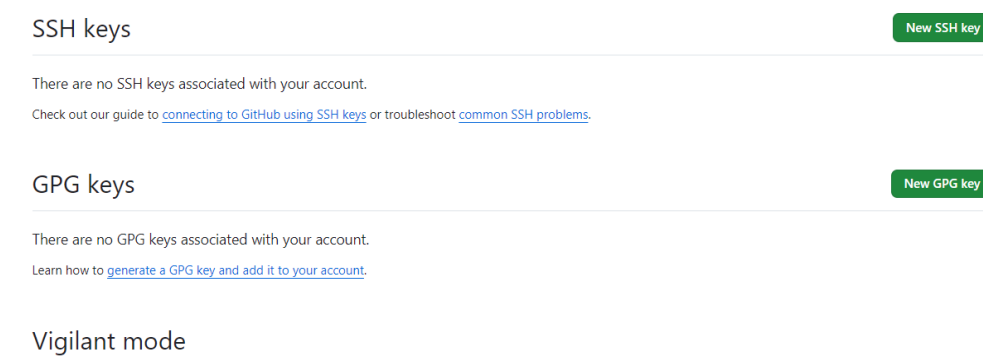 SSH keys
New SSH key
There are no SSH keys associated with your account.
Check out our guide to connecting to GitHub using SSH keys or troubleshoot common SSH problems.
GPG keys
New GPG key
There are no GPG keys associated with your account.
Learn how to generate a GPG key and add it to your account.
Vigilant mode